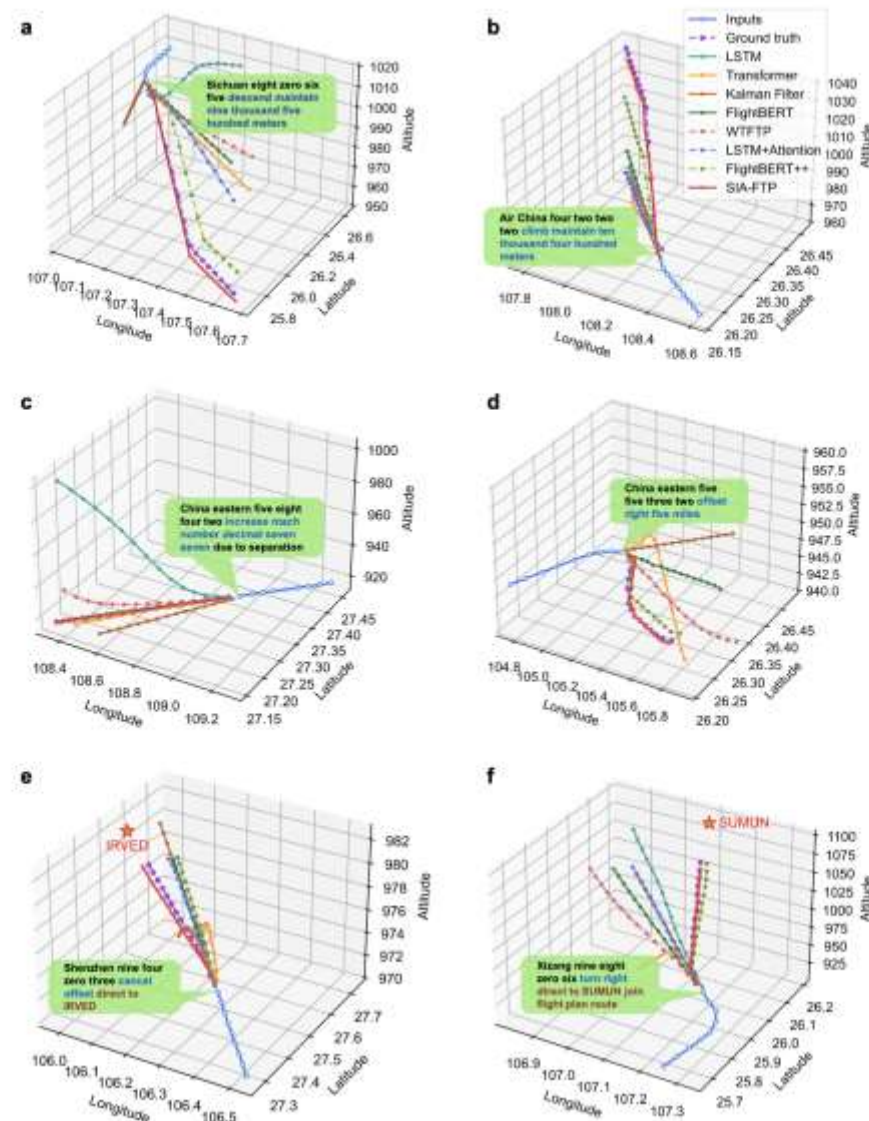 a
1020
1010
1000
990
980
970
960
950
Altitude
Sichuan eight zero six
five descend maintain
nine thousand five
hundred meters
107.0
107.1
107.2
107.3
107.4
107.5
107.6
107.7
Longitude
25.8
26.0
26.2
26.4
26.6
Latitude
b
Inputs
Ground truth
LSTM
Transformer
Kalman Filter
FlightBERT
WTFTP
LSTM+Attention
FlightBERT++
SIA-FTP
1040
1030
1020
1010
1000
990
980
970
960
Altitude
Air China four two two
two climb maintain ten
thousand four hundred
meters
107.8
108.0
108.2
108.4
108.6
Longitude
26.15
26.20
26.25
26.30
26.35
26.40
26.45
Latitude
c
1000
980
960
940
920
Altitude
China eastern five eight
four two increase mach
number decimal seven
seven due to separation
108.4
108.6
108.8
109.0
109.2
Longitude
27.15
27.20
27.25
27.30
27.35
27.40
27.45
Latitude
d
960.0
957.5
955.0
952.5
950.0
947.5
945.0
942.5
940.0
Altitude
China eastern five
five three two offset
right five miles
104.8
105.0
105.2
105.4
105.6
105.8
Longitude
26.20
26.25
26.30
26.35
26.40
26.45
Latitude
e
IRVED
982
980
978
976
974
972
970
Altitude
Shenzhen nine four
zero three cancel
offset direct to
IRVED
106.0
106.1
106.2
106.3
106.4
106.5
Longitude
27.3
27.4
27.5
27.6
27.7
Latitude
f
SUMUN
1100
1075
1050
1025
1000
975
950
925
Altitude
Xizang nine eight
zero six turn right
direct to SUMUN join
flight plan route
106.9
107.0
107.1
107.2
107.3
Longitude
25.7
25.8
25.9
26.0
26.1
26.2
Latitude